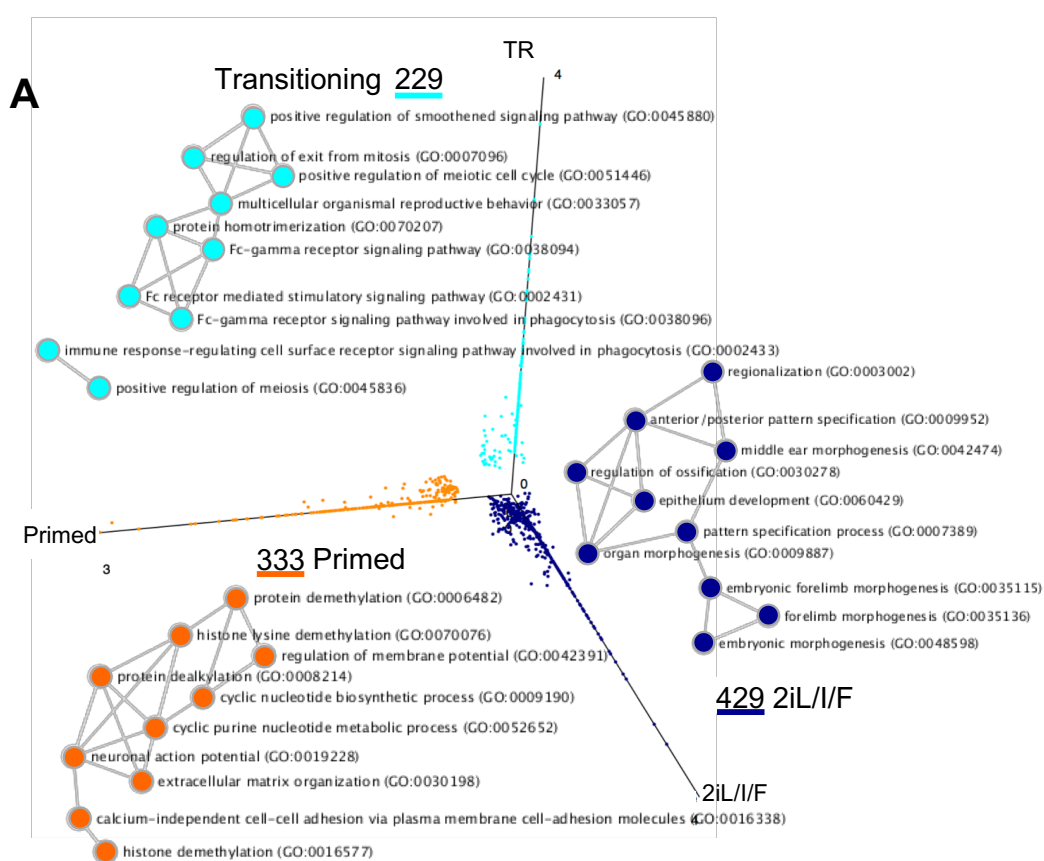 TR
4
A
Transitioning 229
positive regulation of smoothened signaling pathway (GO:0045880)
regulation of exit from mitosis (GO:0007096)
positive regulation of meiotic cell cycle (GO:0051446)
multicellular organismal reproductive behavior (GO:0033057)
protein homotrimerization (GO:0070207)
Fc-gamma receptor signaling pathway (GO:0038094)
Fc receptor mediated stimulatory signaling pathway (GO:0002431)
Fc-gamma receptor signaling pathway involved in phagocytosis (GO:0038096)
immune response-regulating cell surface receptor signaling pathway involved in phagocytosis (GO:0002433)
positive regulation of meiosis (GO:0045836)
regionalization (GO:0003002)
anterior/posterior pattern specification (GO:0009952)
middle ear morphogenesis (GO:0042474)
regulation of ossification (GO:0030278)
epithelium development (GO:0060429)
pattern specification process (GO:0007389)
organ morphogenesis (GO:0009887)
embryonic forelimb morphogenesis (GO:0035115)
forelimb morphogenesis (GO:0035136)
embryonic morphogenesis (GO:0048598)
429 2iL/I/F
0
Primed
3
333 Primed
protein demethylation (GO:0006482)
histone lysine demethylation (GO:0070076)
regulation of membrane potential (GO:0042391)
protein dealkylation (GO:0008214)
cyclic nucleotide biosynthetic process (GO:0009190)
cyclic purine nucleotide metabolic process (GO:0052652)
neuronal action potential (GO:0019228)
extracellular matrix organization (GO:0030198)
2iL/I/F
4
calcium-independent cell-cell adhesion via plasma membrane cell-adhesion molecules (GO:0016338)
histone demethylation (GO:0016577)